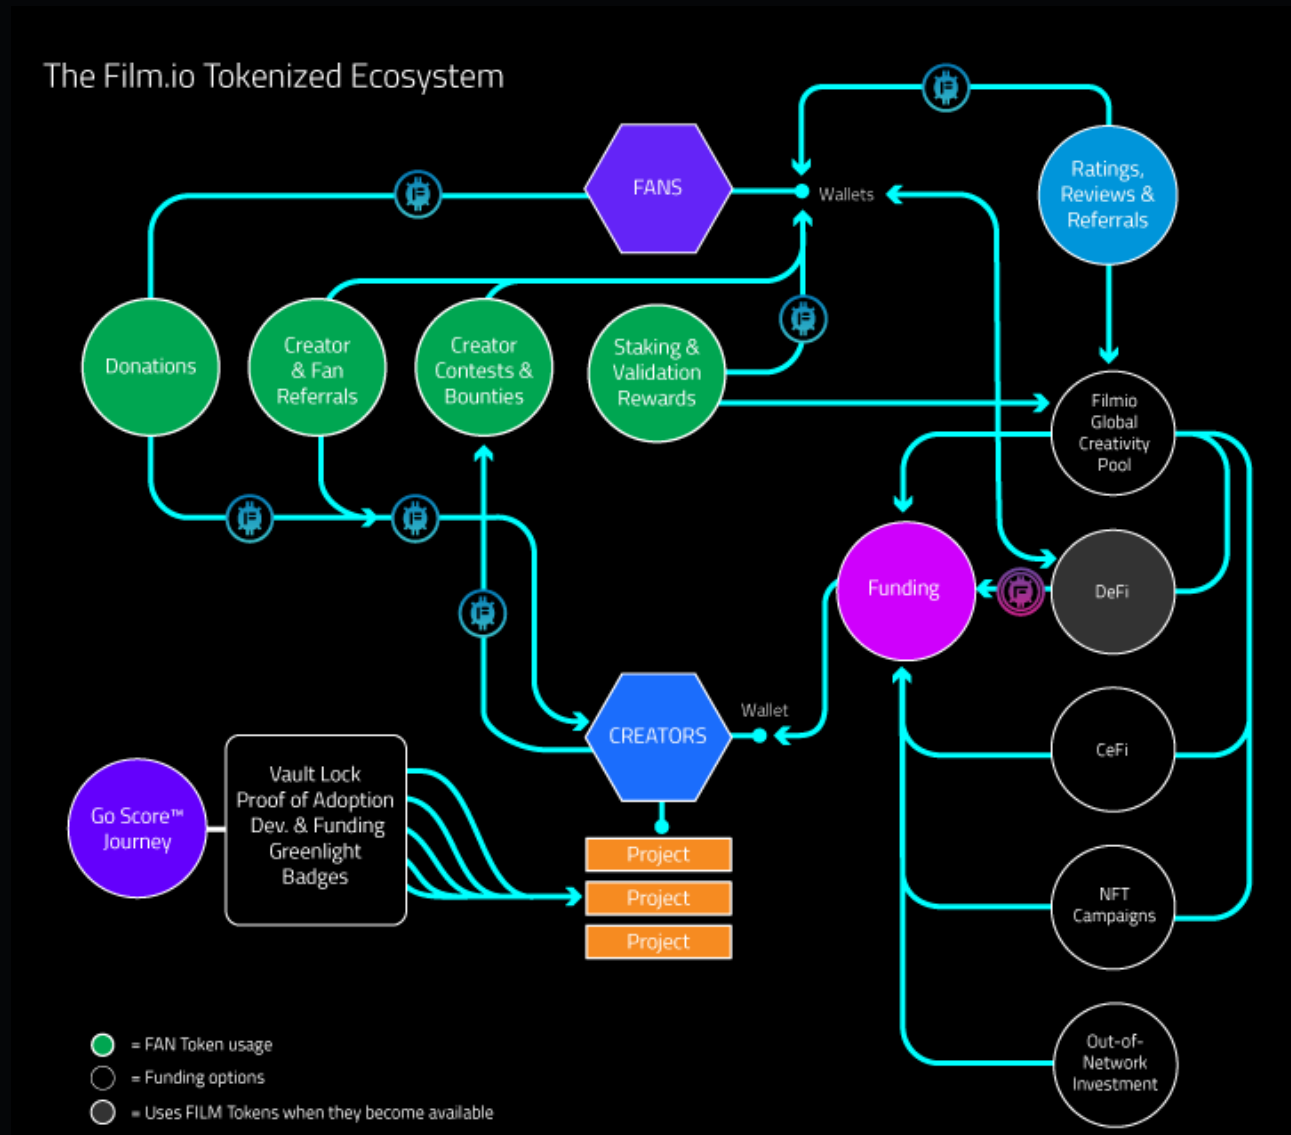 The Film.io Tokenized Ecosystem
FANS
Wallets
Ratings,
Reviews &
Referrals
Donations
Creator
& Fan
Referrals
Creator
Contests &
Bounties
Staking &
Validation
Rewards
Filmio
Global
Creativity
Pool
Funding
DeFi
Wallet
CREATORS
CeFi
Go Score™
Journey
Vault Lock
Proof of Adoption
Dev. & Funding
Greenlight
Badges
Project
Project
Project
NFT
Campaigns
Out-of-
Network
Investment
= FAN Token usage
= Funding options
= Uses FILM Tokens when they become available